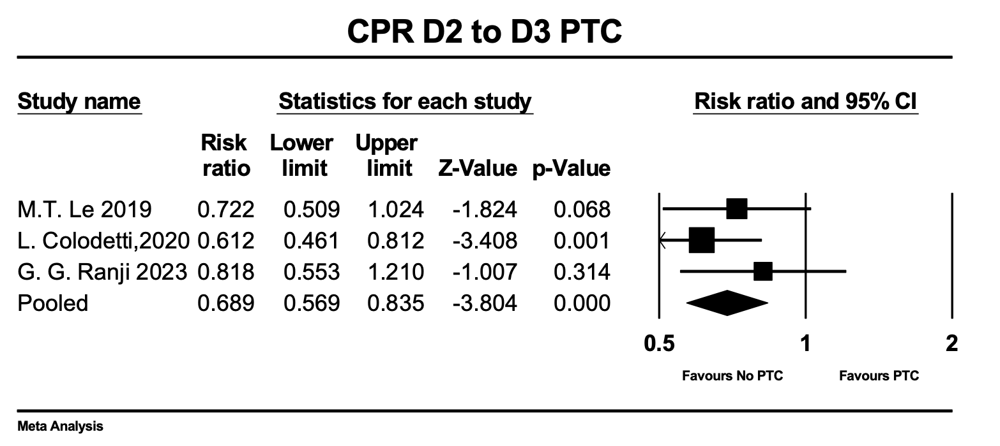 CPR D2 to D3 PTC
Study name Statistics for each study Risk ratio and 95% CI
Risk Lower Upper
ratio limit limit Z-Value p-Value
M.T. Le 2019 0.722 0.509 1.024 -1.824 0.068
L. Colodetti,2020 0.612 0.461 0.812 -3.408 0.001
G. G. Ranji 2023 0.818 0.553 1.210 -1.007 0.314
Pooled 0.689 0.569 0.835 -3.804 0.000
0.5 1 2
Favours No PTC Favours PTC
Meta Analysis